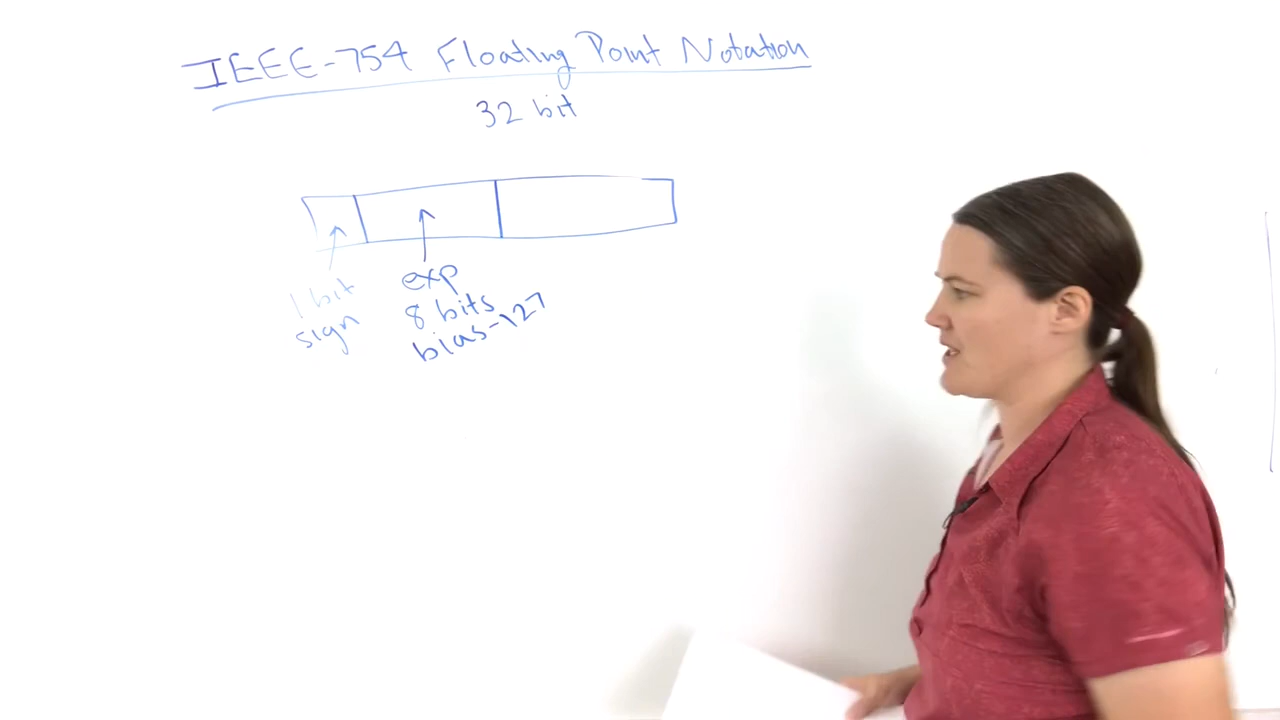 IEEE-754 Floating Point Notation
32 bit
1 bit
sign
exp
8 bits
bias-127